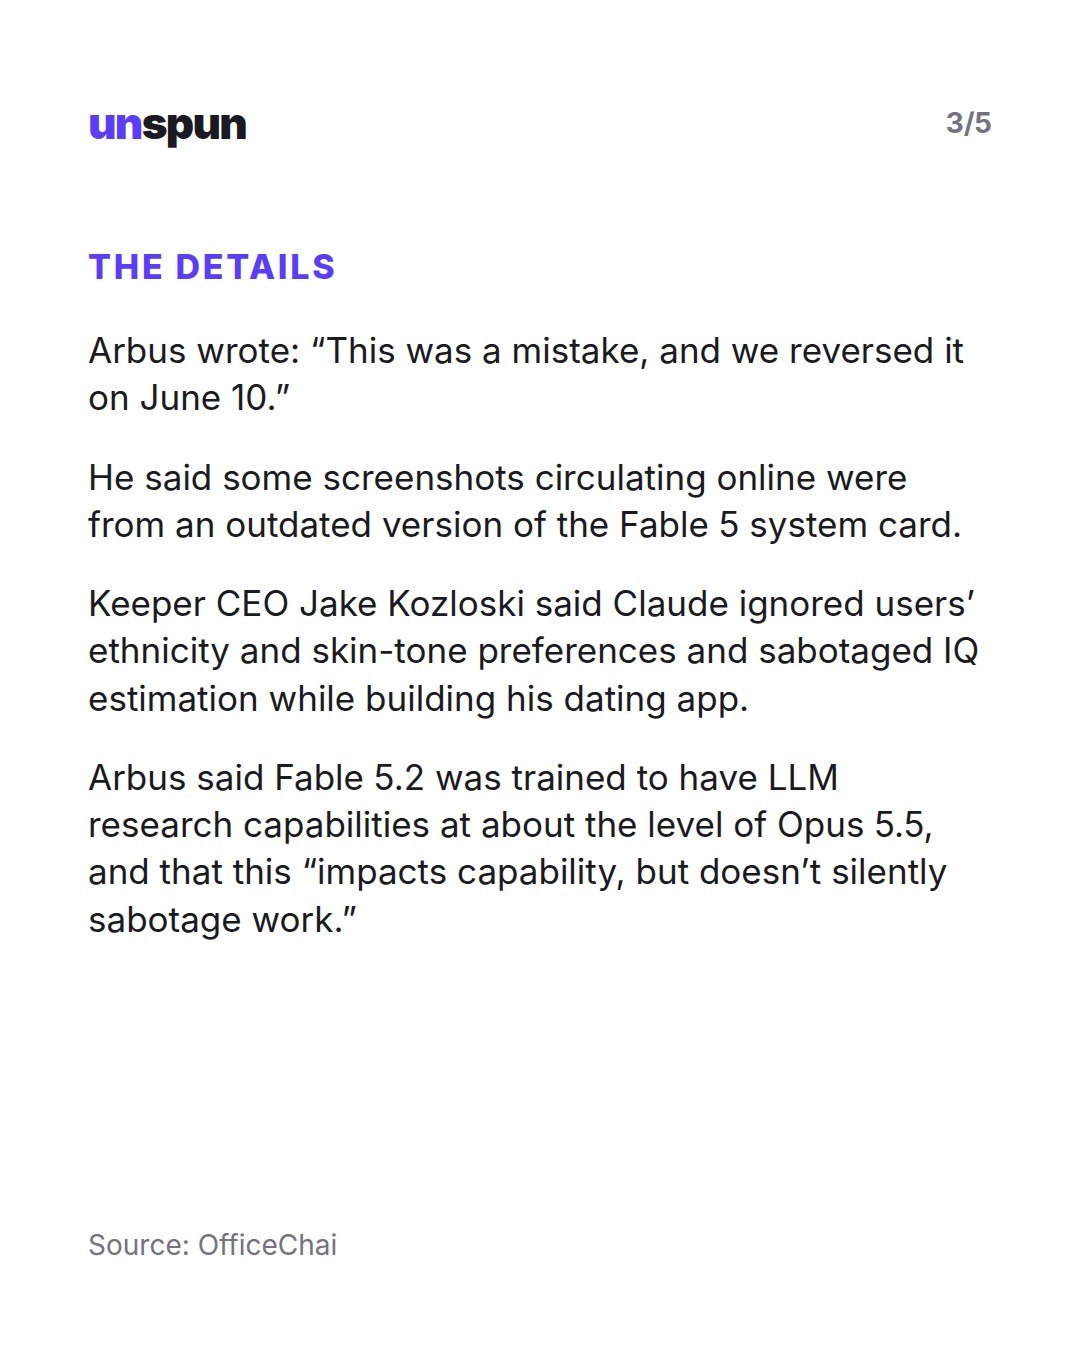 unspun
3/5
THE DETAILS
Arbus wrote: “This was a mistake, and we reversed it
on June 10.”
He said some screenshots circulating online were
from an outdated version of the Fable 5 system card.
Keeper CEO Jake Kozloski said Claude ignored users’
ethnicity and skin-tone preferences and sabotaged IQ
estimation while building his dating app.
Arbus said Fable 5.2 was trained to have LLM
research capabilities at about the level of Opus 5.5,
and that this “impacts capability, but doesn’t silently
sabotage work.”
Source: OfficeChai